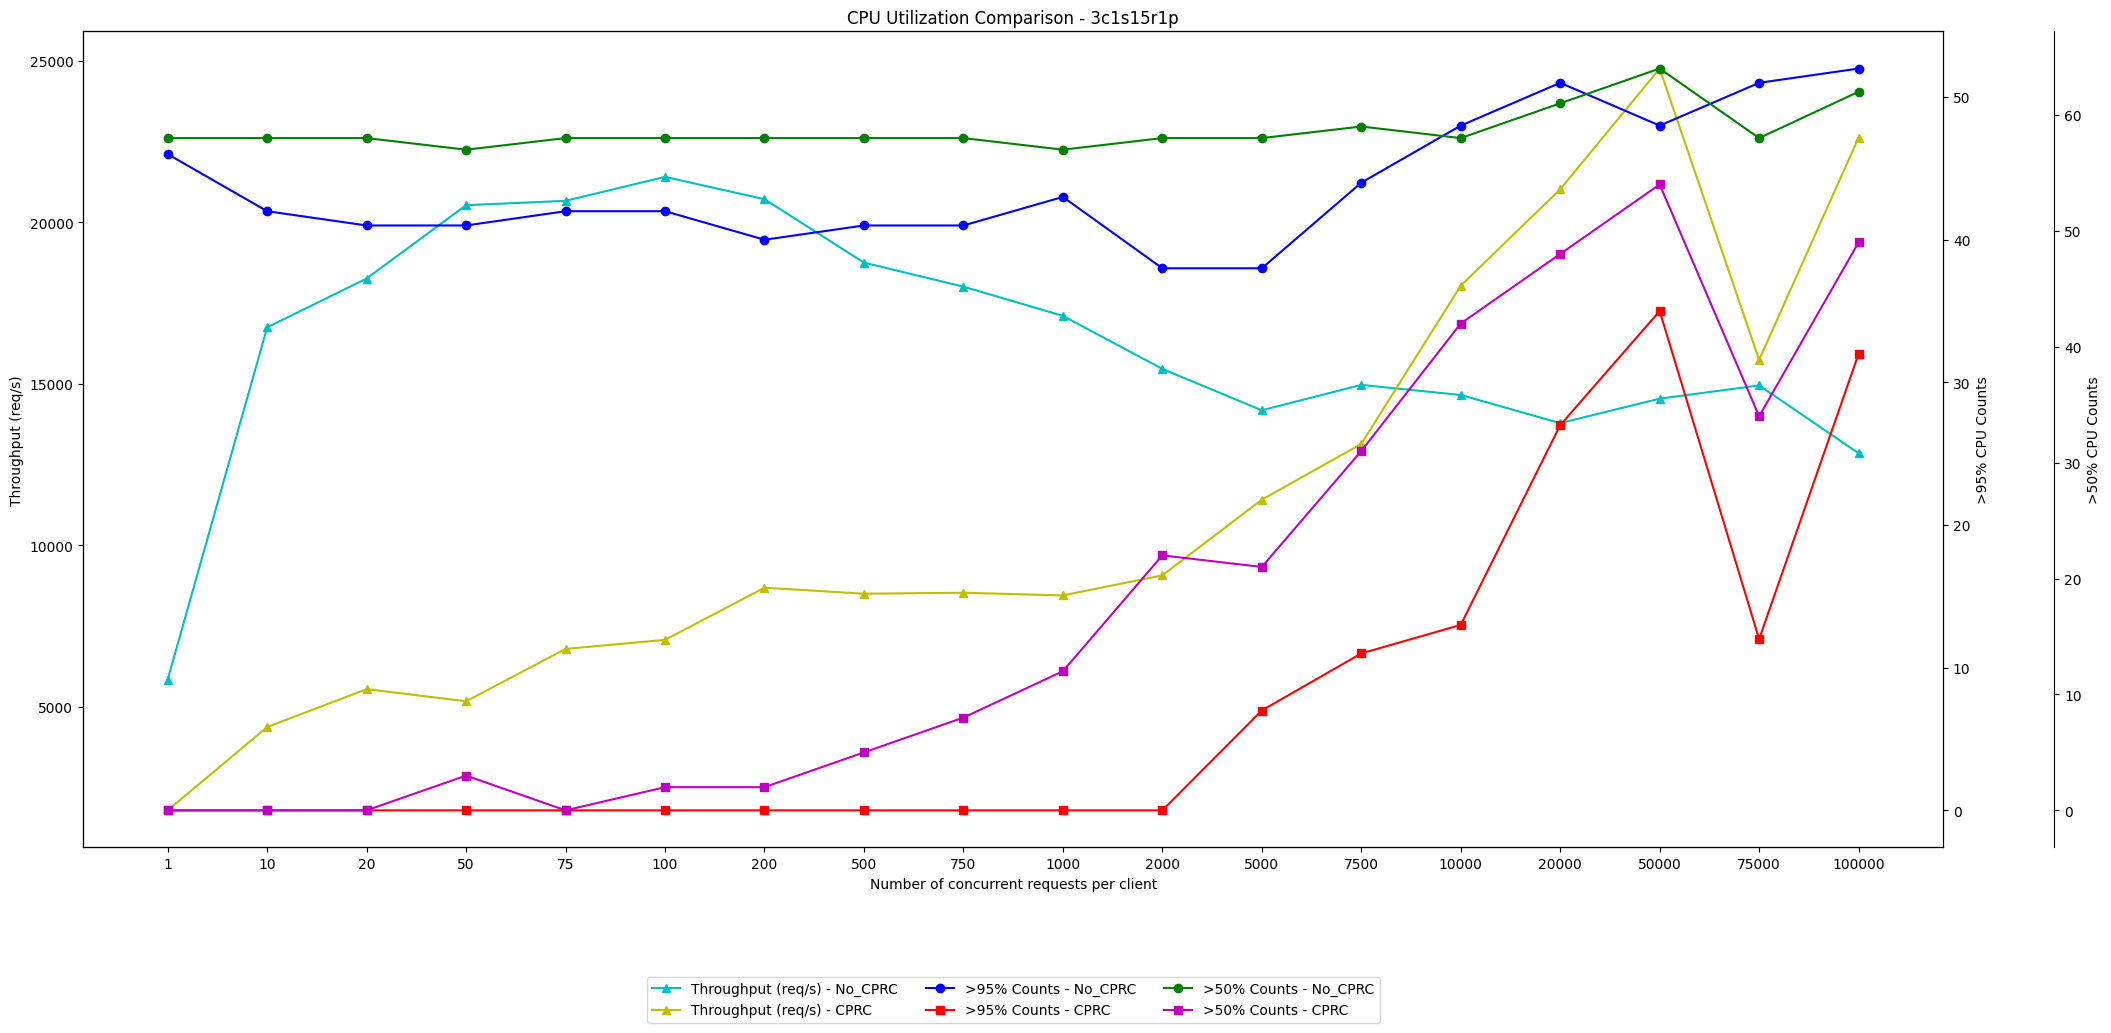 CPU Utilization Comparison - 3c1s15r1p
25000
20000
15000
10000
5000
Throughput (req/s)
50
40
30
20
10
0
>95% CPU Counts
60
50
40
30
20
10
0
>50% CPU Counts
1 10 20 50 75 100 200 500 750 1000 2000 5000 7500 10000 20000 50000 75000 100000
Number of concurrent requests per client
Throughput (req/s) - No_CPRC >95% Counts - No_CPRC >50% Counts - No_CPRC
Throughput (req/s) - CPRC >95% Counts - CPRC >50% Counts - CPRC